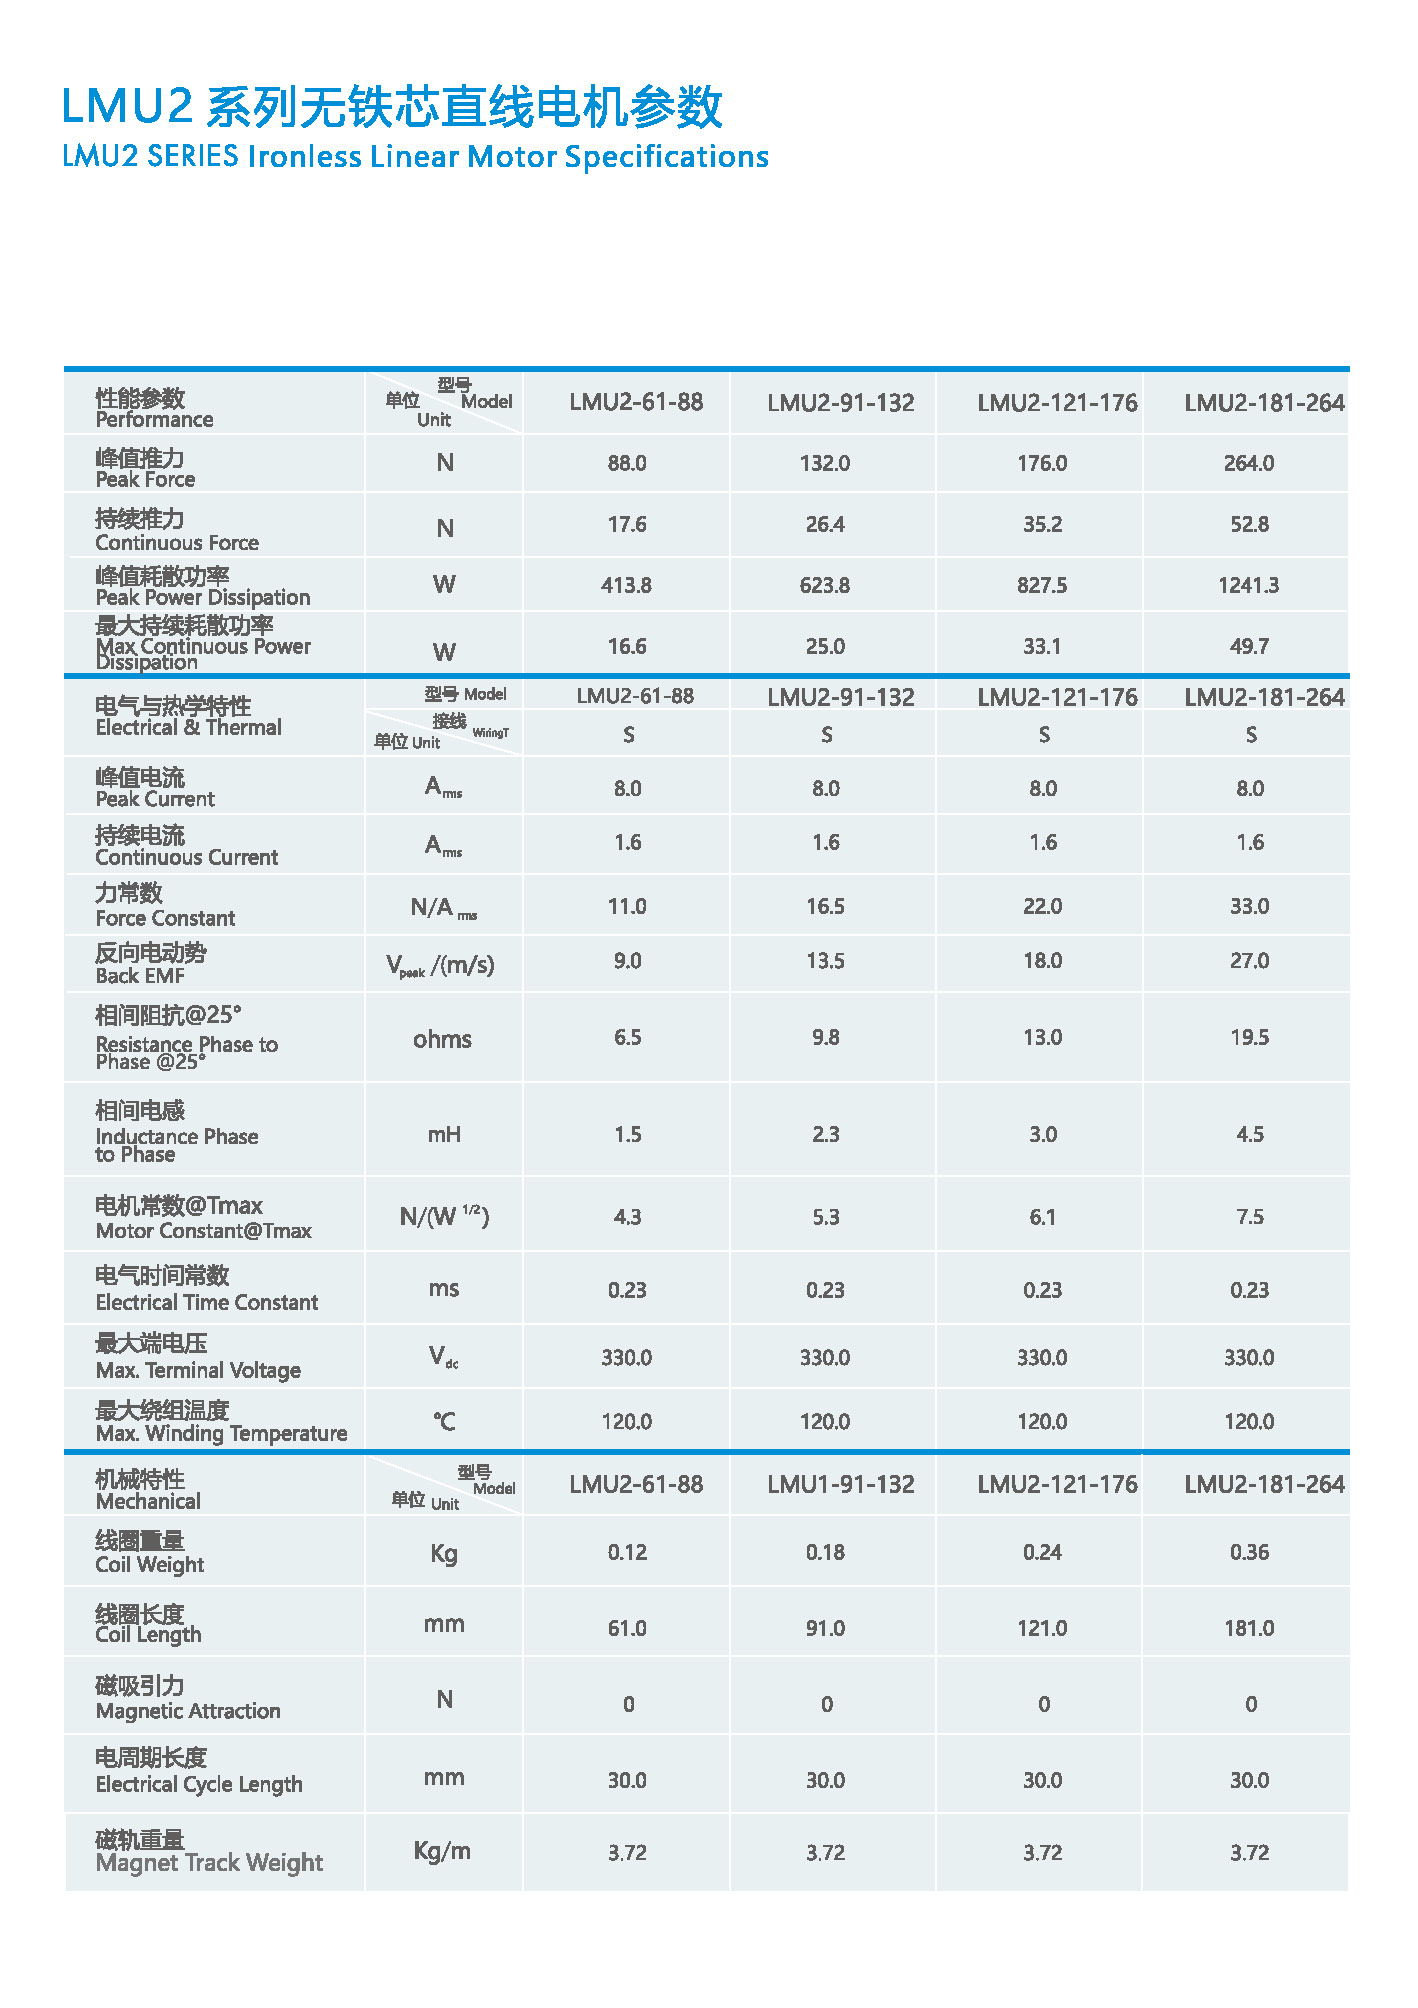 LMU2 系列无铁芯直线电机参数
LMU2 SERIES Ironless Linear Motor Specifications
性能参数 Performance 单位 Unit 型号 Model LMU2-61-88 LMU2-91-132 LMU2-121-176 LMU2-181-264
峰值推力
Peak Force N 88.0 132.0 176.0 264.0
持续推力
Continuous Force N 17.6 26.4 35.2 52.8
峰值耗散功率
Peak Power Dissipation W 413.8 623.8 827.5 1241.3
最大持续耗散功率
Max Continuous Power
Dissipation W 16.6 25.0 33.1 49.7
电气与热学特性 型号 Model LMU2-61-88 LMU2-91-132 LMU2-121-176 LMU2-181-264
Electrical & Thermal 单位 Unit 接线 WiringT S S S S
峰值电流
Peak Current Arms 8.0 8.0 8.0 8.0
持续电流
Continuous Current Arms 1.6 1.6 1.6 1.6
力常数
Force Constant N/A rms 11.0 16.5 22.0 33.0
反向电动势
Back EMF Vpeak /(m/s) 9.0 13.5 18.0 27.0
相间阻抗@25°
Resistance Phase to
Phase @25° ohms 6.5 9.8 13.0 19.5
相间电感
Inductance Phase
to Phase mH 1.5 2.3 3.0 4.5
电机常数@Tmax
Motor Constant@Tmax N/(W 1/2) 4.3 5.3 6.1 7.5
电气时间常数
Electrical Time Constant ms 0.23 0.23 0.23 0.23
最大端电压
Max. Terminal Voltage Vdc 330.0 330.0 330.0 330.0
最大绕组温度
Max. Winding Temperature °C 120.0 120.0 120.0 120.0
机械特性
Mechanical 单位 Unit 型号 Model LMU2-61-88 LMU1-91-132 LMU2-121-176 LMU2-181-264
线圈重量
Coil Weight Kg 0.12 0.18 0.24 0.36
线圈长度
Coil Length mm 61.0 91.0 121.0 181.0
磁吸引力
Magnetic Attraction N 0 0 0 0
电周期长度
Electrical Cycle Length mm 30.0 30.0 30.0 30.0
磁轨重量
Magnet Track Weight Kg/m 3.72 3.72 3.72 3.72